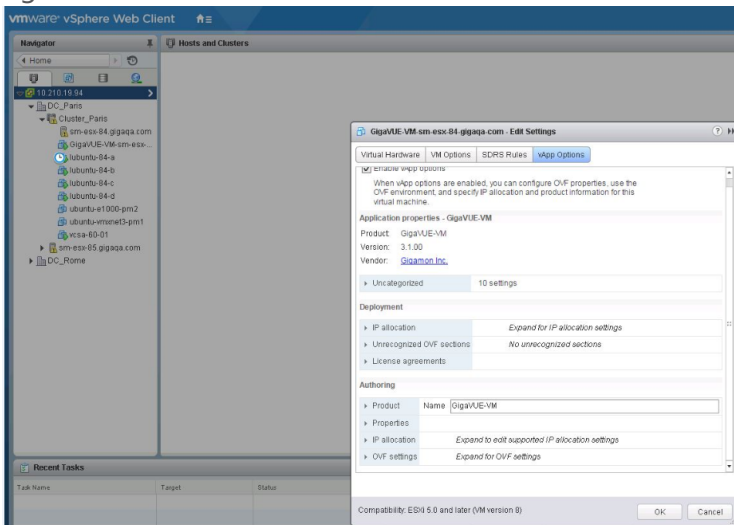 vmware® vSphere Web Client
Navigator
Hosts and Clusters
Home
10.210.19.94
DC_Paris
Cluster_Paris
sm-esx-84.gigaqa.com
GigaVUE-VM-sm-esx-...
lubuntu-84-a
lubuntu-84-b
lubuntu-84-c
lubuntu-84-d
ubuntu-e1000-pm2
ubuntu-vmxnet3-pm1
vcsa-60-01
sm-esx-85.gigaqa.com
DC_Rome
Recent Tasks
Task Name Target Status
GigaVUE-VM-sm-esx-84-gigaqa-com - Edit Settings
Virtual Hardware VM Options SDRS Rules vApp Options
Enable vApp options
When vApp options are enabled, you can configure OVF properties, use the
OVF environment, and specify IP allocation and product information for this
virtual machine.
Application properties - GigaVUE-VM
Product: GigaVUE-VM
Version: 3.1.00
Vendor: Gigamon Inc.
Uncategorized 10 settings
Deployment
IP allocation Expand for IP allocation settings
Unrecognized OVF sections No unrecognized sections
License agreements
Authoring
Product Name GigaVUE-VM
Properties
IP allocation Expand to edit supported IP allocation settings
OVF settings Expand for OVF settings
Compatibility: ESXi 5.0 and later (VM version 8) OK Cancel